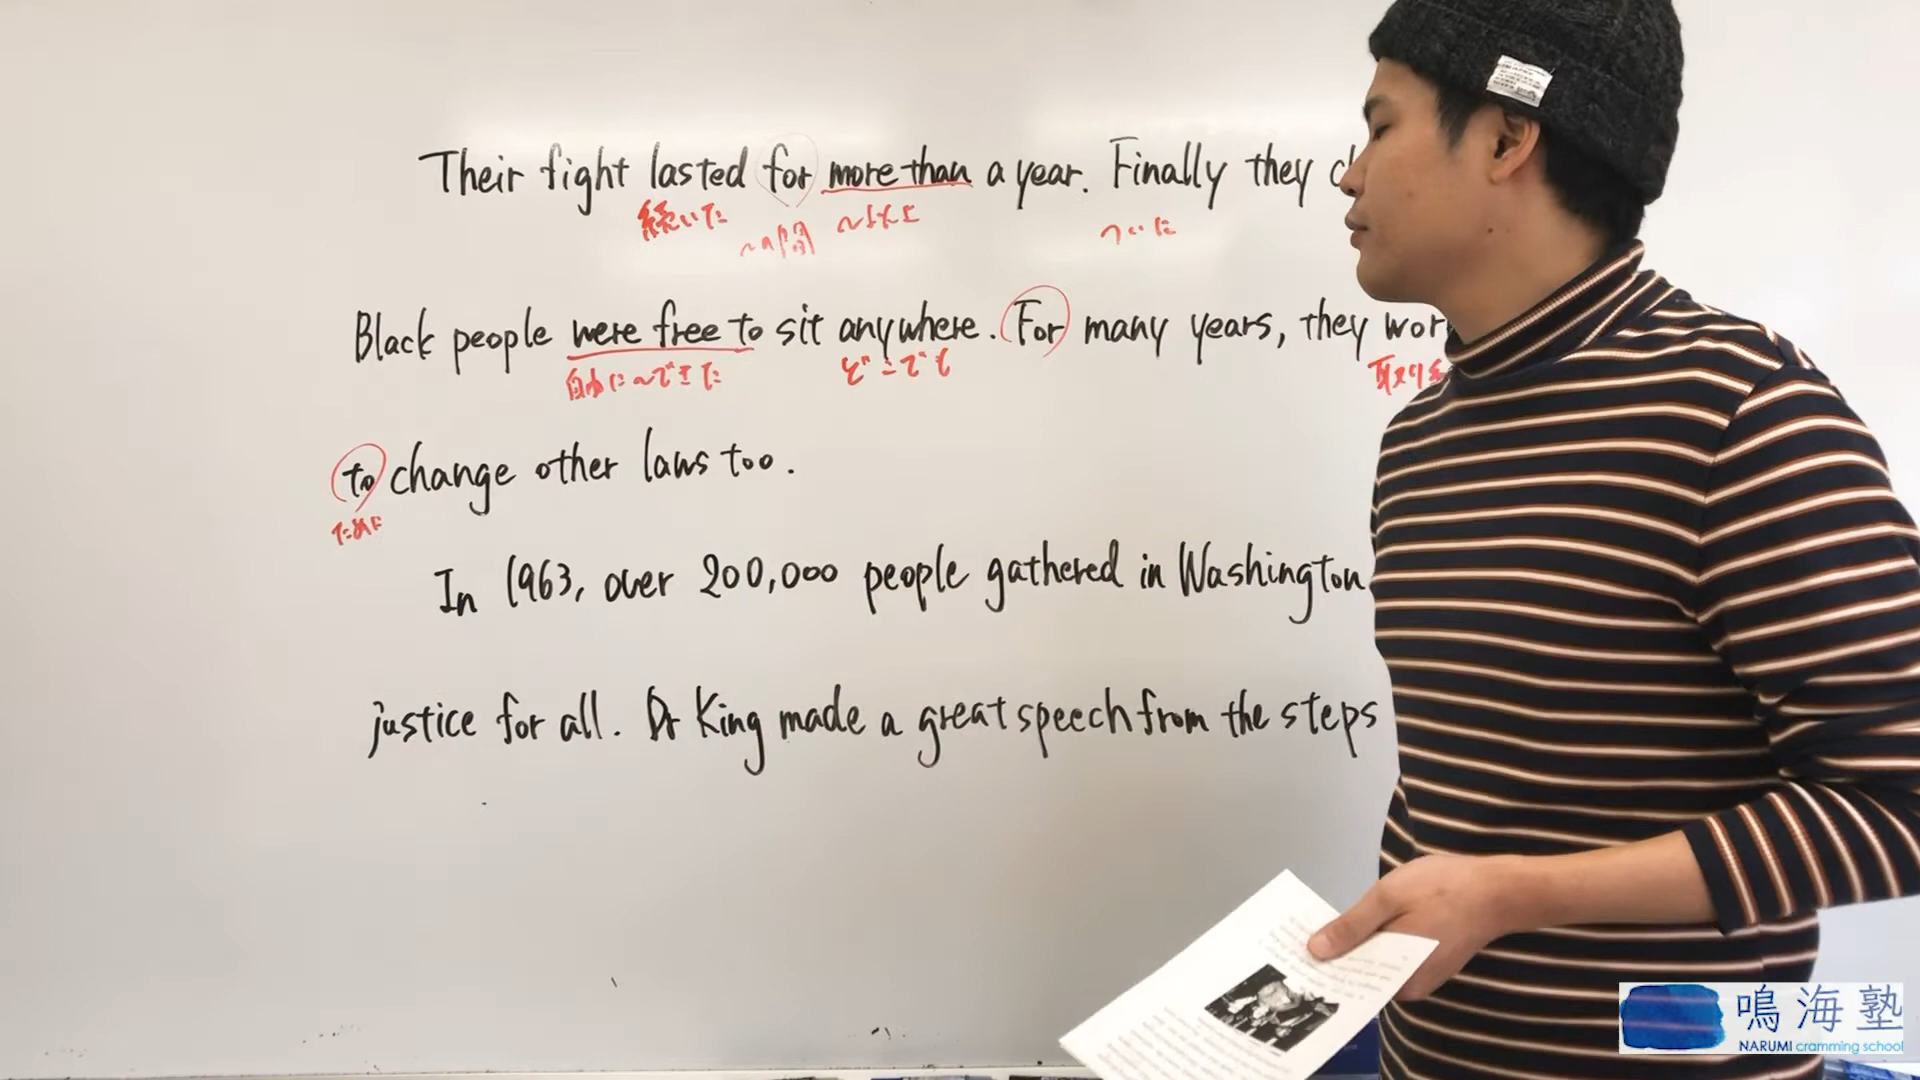 Their fight lasted for more than a year. Finally they
続いた ~の間 ~以上 ついに
Black people were free to sit anywhere. For many years, they wor
自由に~できた どこでも 取り
to change other laws too.
ために
In 1963, over 200,000 people gathered in Washington
justice for all. Dr King made a great speech from the steps
鳴海塾
NARUMI cramming school